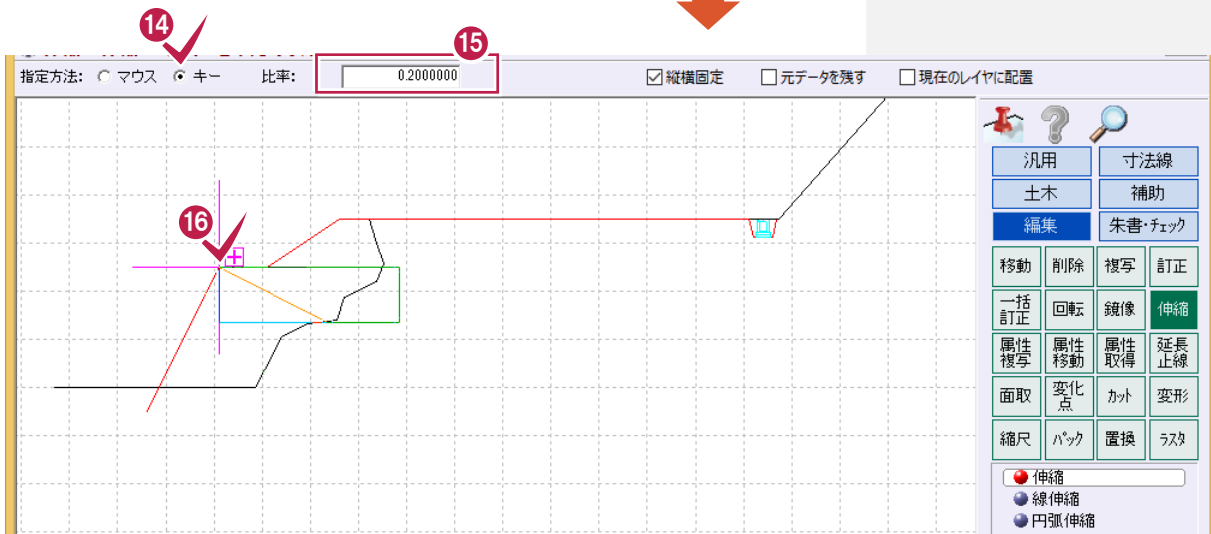 14
15
指定方法: マウス キー 比率: 0.2000000 縦横固定 元データを残す 現在のレイヤに配置
汎用 寸法線
土木 補助
編集 朱書・チェック
移動 削除 複写 訂正
一括訂正 回転 鏡像 伸縮
属性複写 属性移動 属性取得 延長止線
面取 変化点 カット 変形
縮尺 パック 置換 ラスタ
伸縮
線伸縮
円弧伸縮
16